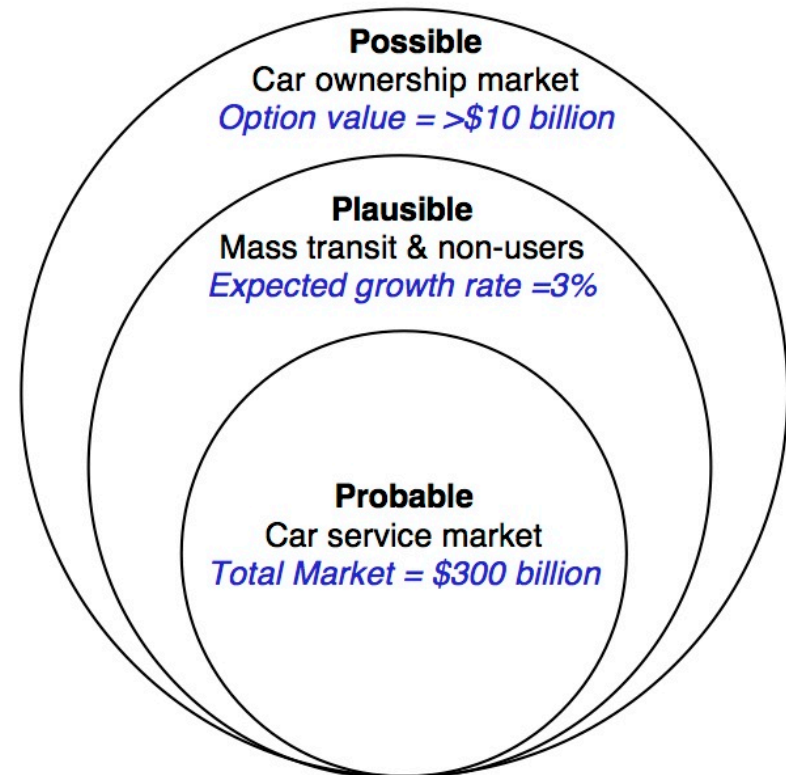 Possible
Car ownership market
Option value = >$10 billion
Plausible
Mass transit & non-users
Expected growth rate =3%
Probable
Car service market
Total Market = $300 billion